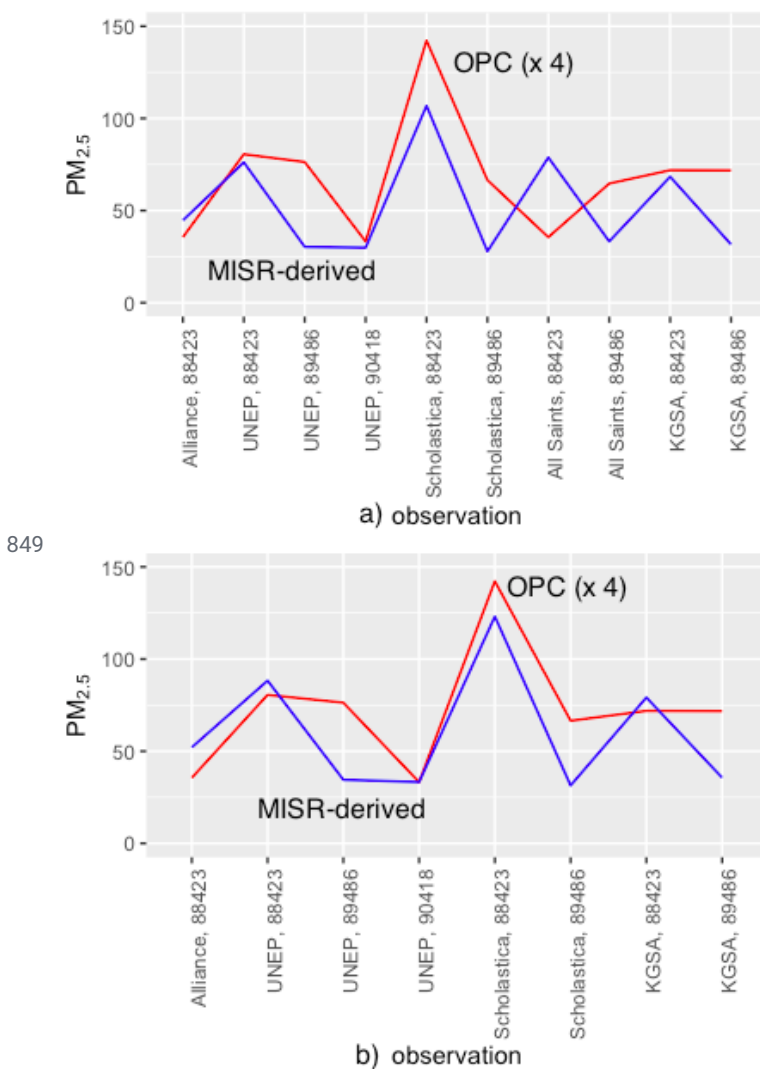 150
OPC (x 4)
100
PM2.5
50
MISR-derived
0
Alliance, 88423
UNEP, 88423
UNEP, 89486
UNEP, 90418
Scholastica, 88423
Scholastica, 89486
All Saints, 88423
All Saints, 89486
KGSA, 88423
KGSA, 89486
a) observation
849
150
OPC (x 4)
100
PM2.5
50
MISR-derived
0
Alliance, 88423
UNEP, 88423
UNEP, 89486
UNEP, 90418
Scholastica, 88423
Scholastica, 89486
KGSA, 88423
KGSA, 89486
b) observation